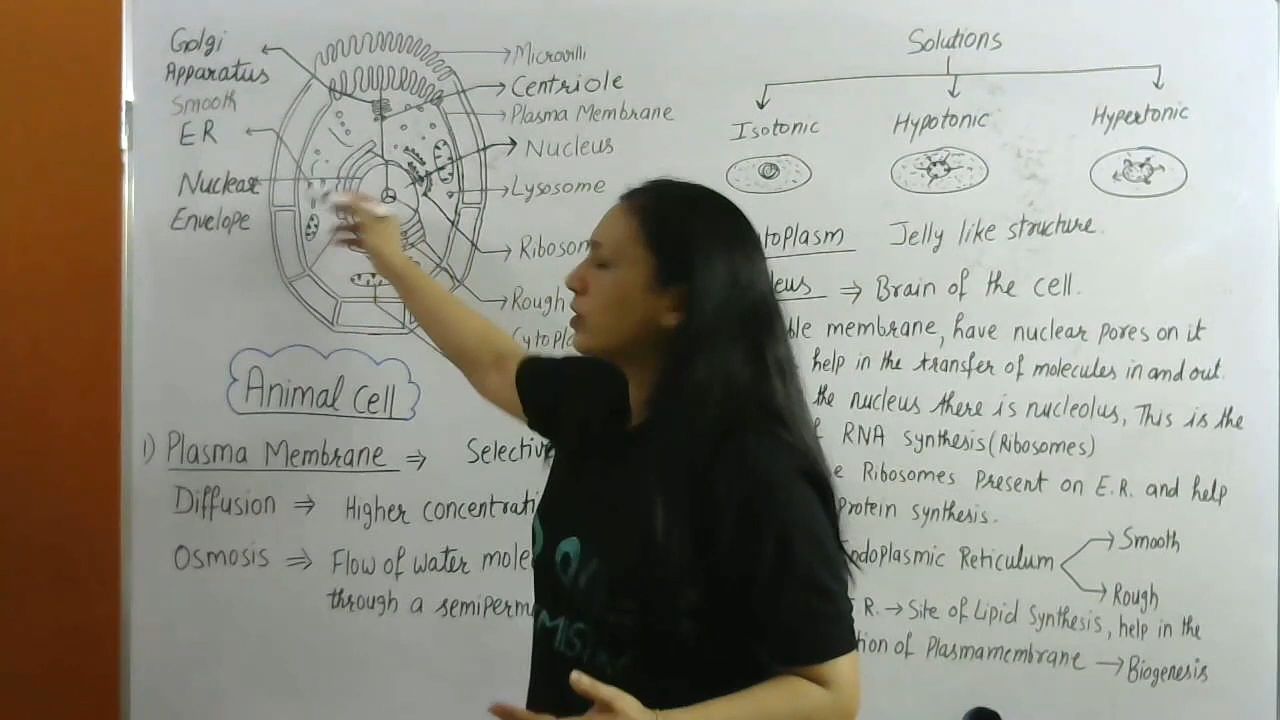 Golgi
Apparatus
Smooth
ER
Nuclear
Envelope
Microvilli
Centriole
Plasma Membrane
Nucleus
Lysosome
Ribosom
Rough
Cytopla
Animal cell
1) Plasma Membrane ⇒ Selective
Diffusion ⇒ Higher concentrati
Osmosis ⇒ Flow of water mole
through a semiperm
Solutions
Isotonic Hypotonic Hypertonic
toplasm Jelly like structure.
eus ⇒ Brain of the cell.
ble membrane, have nuclear pores on it
help in the transfer of molecules in and out.
the nucleus there is nucleolus, This is the
RNA synthesis (Ribosomes)
e Ribosomes Present on E.R. and help
Protein synthesis.
doplasmic Reticulum
Smooth
Rough
R. → Site of Lipid Synthesis, help in the
tion of Plasmamembrane → Biogenesis